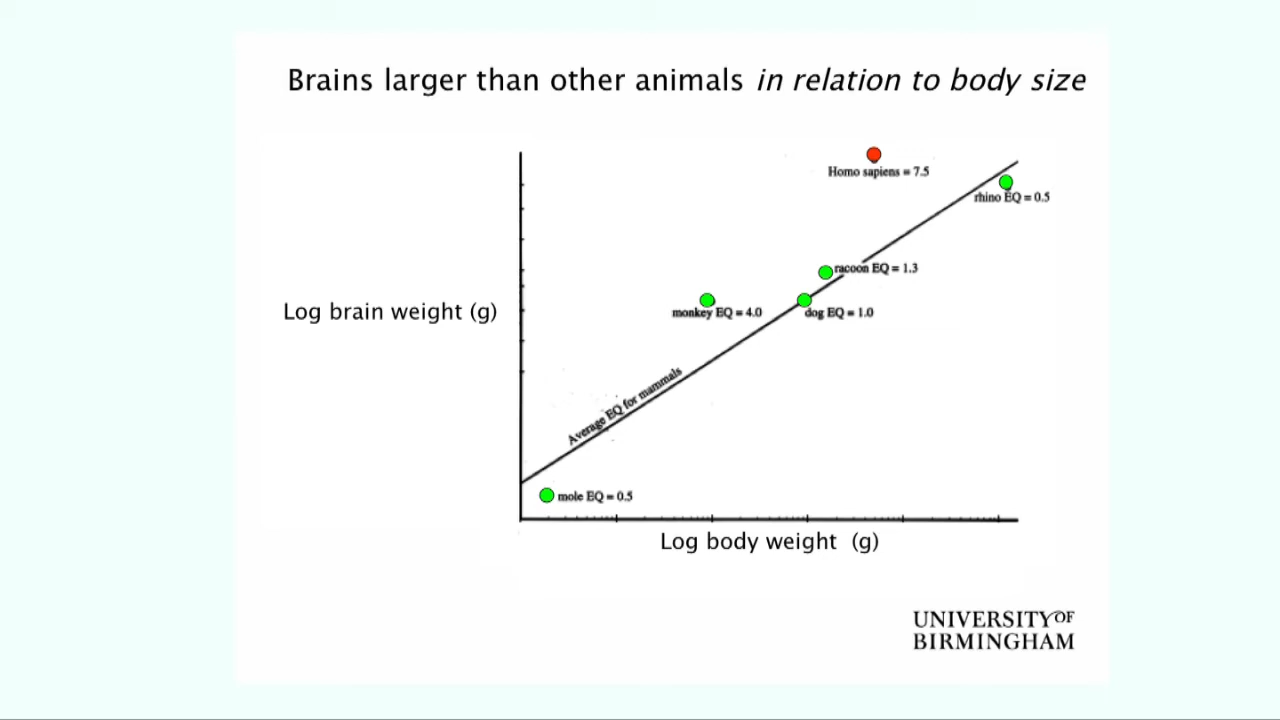 Brains larger than other animals in relation to body size
Homo sapiens = 7.5
rhino EQ = 0.5
racoon EQ = 1.3
Log brain weight (g)
monkey EQ = 4.0
dog EQ = 1.0
Average EQ for mammals
mole EQ = 0.5
Log body weight (g)
UNIVERSITY OF
BIRMINGHAM